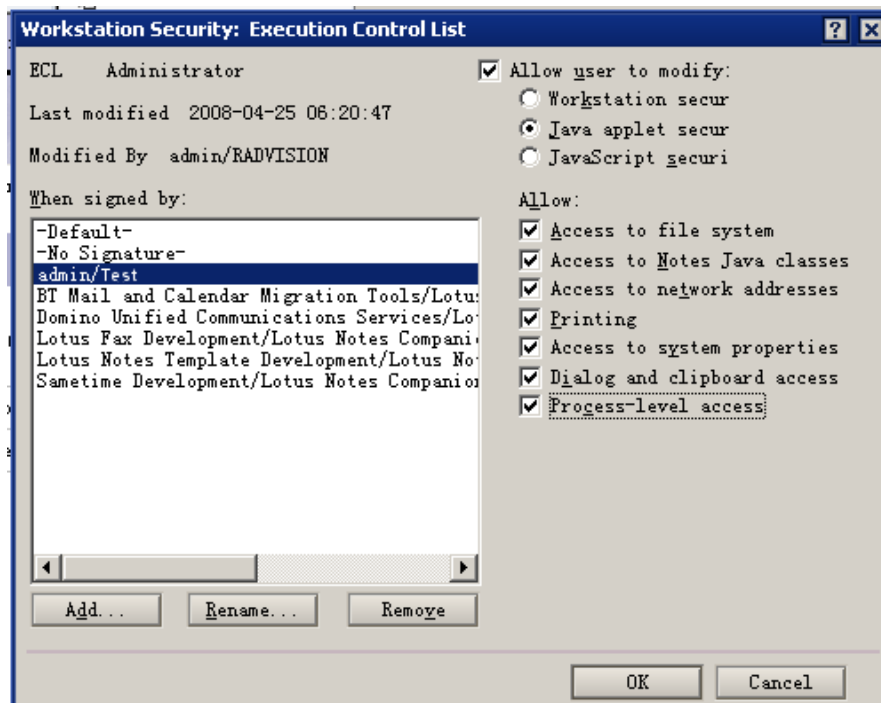 Workstation Security: Execution Control List
ECL Administrator
Last modified 2008-04-25 06:20:47
Modified By admin/RADVISION
When signed by:
-Default-
-No Signature-
admin/Test
BT Mail and Calendar Migration Tools/Lotus
Domino Unified Communications Services/Lo
Lotus Fax Development/Lotus Notes Compani
Lotus Notes Template Development/Lotus No
Sametime Development/Lotus Notes Companion
Add...
Rename...
Remove
Allow user to modify:
Workstation secur
Java applet secur
JavaScript securi
Allow:
Access to file system
Access to Notes Java classes
Access to network addresses
Printing
Access to system properties
Dialog and clipboard access
Process-level access
OK
Cancel